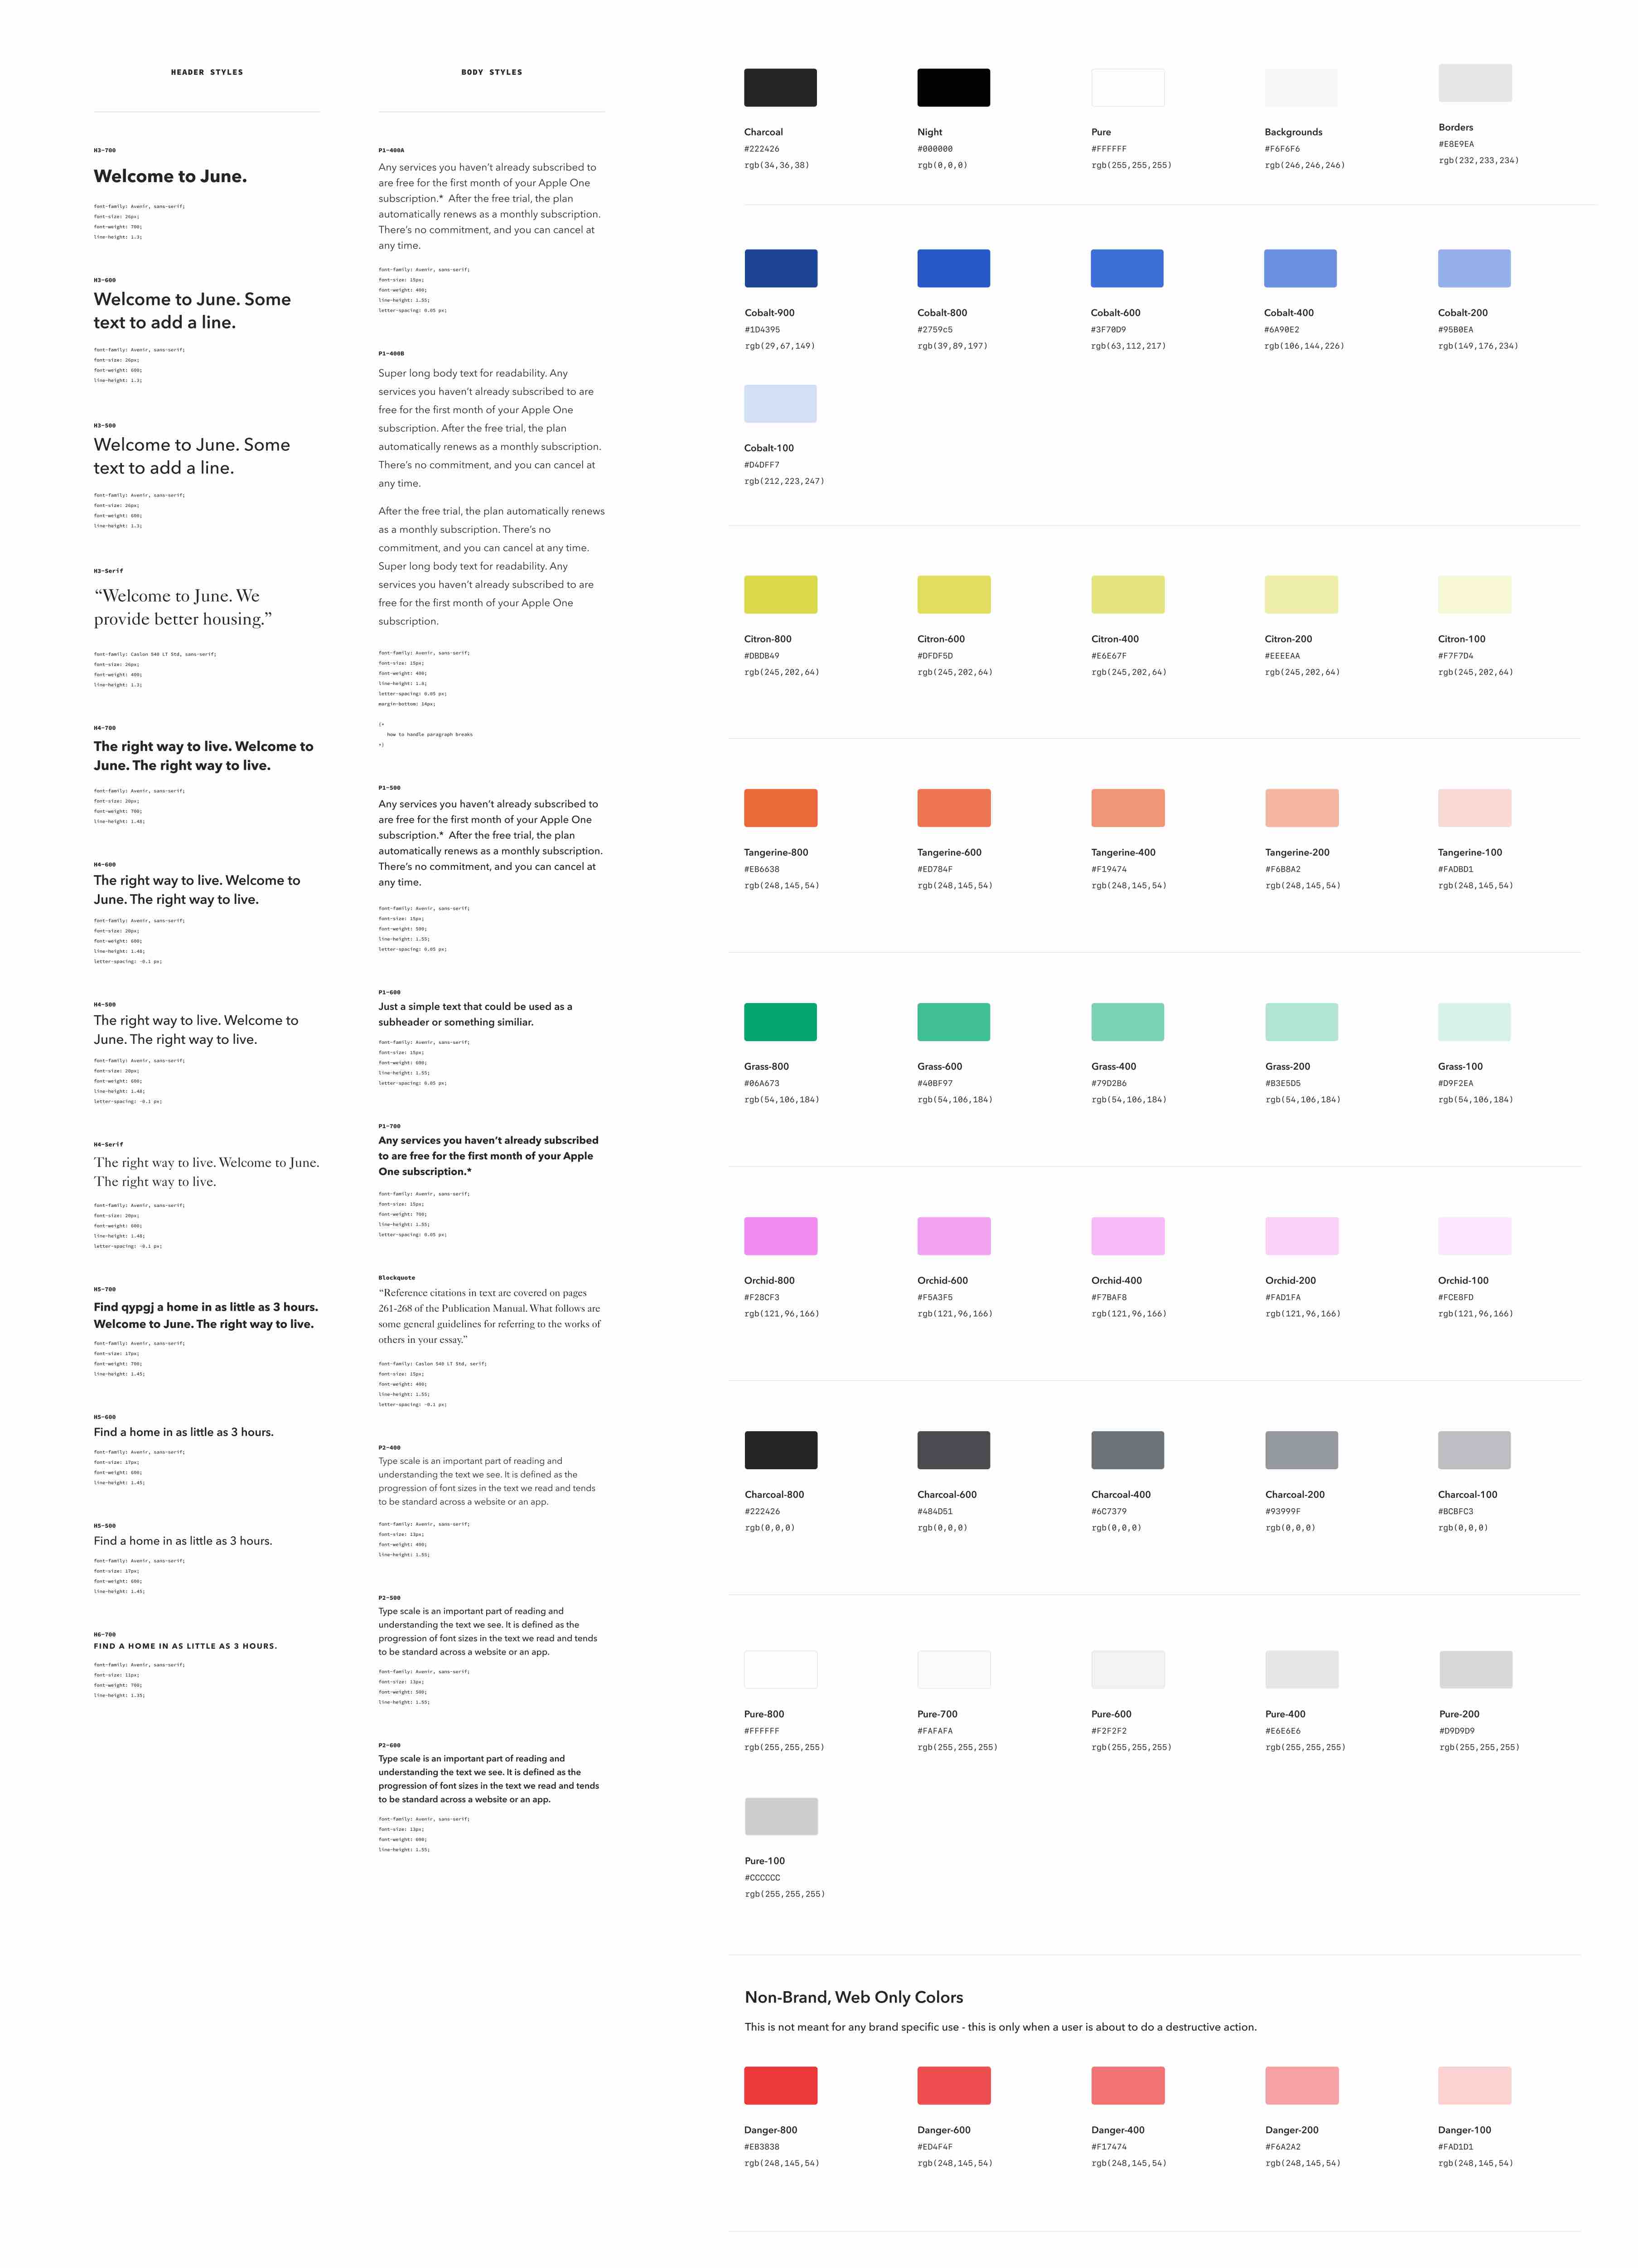 HEADER STYLES
H3-700
Welcome to June.
font-family: Avenir, sans-serif;
font-size: 26px;
font-weight: 700;
line-height: 1.3;
H3-600
Welcome to June. Some
text to add a line.
font-family: Avenir, sans-serif;
font-size: 26px;
font-weight: 600;
line-height: 1.3;
H3-500
Welcome to June. Some
text to add a line.
font-family: Avenir, sans-serif;
font-size: 26px;
font-weight: 600;
line-height: 1.3;
H3-Serif
“Welcome to June. We
provide better housing.”
font-family: Caslon 540 LT Std, sans-serif;
font-size: 26px;
font-weight: 400;
line-height: 1.3;
H4-700
The right way to live. Welcome to
June. The right way to live.
font-family: Avenir, sans-serif;
font-size: 20px;
font-weight: 700;
line-height: 1.48;
H4-600
The right way to live. Welcome to
June. The right way to live.
font-family: Avenir, sans-serif;
font-size: 20px;
font-weight: 600;
line-height: 1.48;
letter-spacing: -0.1 px;
H4-500
The right way to live. Welcome to
June. The right way to live.
font-family: Avenir, sans-serif;
font-size: 20px;
font-weight: 600;
line-height: 1.48;
letter-spacing: -0.1 px;
H4-Serif
The right way to live. Welcome to June.
The right way to live.
font-family: Avenir, sans-serif;
font-size: 20px;
font-weight: 600;
line-height: 1.48;
letter-spacing: -0.1 px;
H5-700
Find qypgj a home in as little as 3 hours.
Welcome to June. The right way to live.
font-family: Avenir, sans-serif;
font-size: 17px;
font-weight: 700;
line-height: 1.45;
H5-600
Find a home in as little as 3 hours.
font-family: Avenir, sans-serif;
font-size: 17px;
font-weight: 600;
line-height: 1.45;
H5-500
Find a home in as little as 3 hours.
font-family: Avenir, sans-serif;
font-size: 17px;
font-weight: 600;
line-height: 1.45;
H6-700
FIND A HOME IN AS LITTLE AS 3 HOURS.
font-family: Avenir, sans-serif;
font-size: 11px;
font-weight: 700;
line-height: 1.35;
BODY STYLES
P1-400A
Any services you haven’t already subscribed to
are free for the first month of your Apple One
subscription.* After the free trial, the plan
automatically renews as a monthly subscription.
There’s no commitment, and you can cancel at
any time.
font-family: Avenir, sans-serif;
font-size: 15px;
font-weight: 400;
line-height: 1.55;
letter-spacing: 0.05 px;
P1-400B
Super long body text for readability. Any
services you haven’t already subscribed to are
free for the first month of your Apple One
subscription. After the free trial, the plan
automatically renews as a monthly subscription.
There’s no commitment, and you can cancel at
any time.
After the free trial, the plan automatically renews
as a monthly subscription. There’s no
commitment, and you can cancel at any time.
Super long body text for readability. Any
services you haven’t already subscribed to are
free for the first month of your Apple One
subscription.
font-family: Avenir, sans-serif;
font-size: 15px;
font-weight: 400;
line-height: 1.8;
letter-spacing: 0.05 px;
margin-bottom: 14px;
(*
how to handle paragraph breaks
*)
P1-500
Any services you haven’t already subscribed to
are free for the first month of your Apple One
subscription.* After the free trial, the plan
automatically renews as a monthly subscription.
There’s no commitment, and you can cancel at
any time.
font-family: Avenir, sans-serif;
font-size: 15px;
font-weight: 500;
line-height: 1.55;
letter-spacing: 0.05 px;
P1-600
Just a simple text that could be used as a
subheader or something similiar.
font-family: Avenir, sans-serif;
font-size: 15px;
font-weight: 600;
line-height: 1.55;
letter-spacing: 0.05 px;
P1-700
Any services you haven’t already subscribed
to are free for the first month of your Apple
One subscription.*
font-family: Avenir, sans-serif;
font-size: 15px;
font-weight: 700;
line-height: 1.55;
letter-spacing: 0.05 px;
Blockquote
“Reference citations in text are covered on pages
261-268 of the Publication Manual. What follows are
some general guidelines for referring to the works of
others in your essay.”
font-family: Caslon 540 LT Std, serif;
font-size: 15px;
font-weight: 400;
line-height: 1.55;
letter-spacing: -0.1 px;
P2-400
Type scale is an important part of reading and
understanding the text we see. It is defined as the
progression of font sizes in the text we read and tends
to be standard across a website or an app.
font-family: Avenir, sans-serif;
font-size: 13px;
font-weight: 400;
line-height: 1.55;
P2-500
Type scale is an important part of reading and
understanding the text we see. It is defined as the
progression of font sizes in the text we read and tends
to be standard across a website or an app.
font-family: Avenir, sans-serif;
font-size: 13px;
font-weight: 500;
line-height: 1.55;
P2-600
Type scale is an important part of reading and
understanding the text we see. It is defined as the
progression of font sizes in the text we read and tends
to be standard across a website or an app.
font-family: Avenir, sans-serif;
font-size: 13px;
font-weight: 600;
line-height: 1.55;
Charcoal
#222426
rgb(34,36,38)
Night
#000000
rgb(0,0,0)
Pure
#FFFFFF
rgb(255,255,255)
Backgrounds
#F6F6F6
rgb(246,246,246)
Borders
#E8E9EA
rgb(232,233,234)
Cobalt-900
#1D4395
rgb(29,67,149)
Cobalt-800
#2759c5
rgb(39,89,197)
Cobalt-600
#3F70D9
rgb(63,112,217)
Cobalt-400
#6A90E2
rgb(106,144,226)
Cobalt-200
#95B0EA
rgb(149,176,234)
Cobalt-100
#D4DFF7
rgb(212,223,247)
Citron-800
#DBDB49
rgb(245,202,64)
Citron-600
#DFDF5D
rgb(245,202,64)
Citron-400
#E6E67F
rgb(245,202,64)
Citron-200
#EEEEAA
rgb(245,202,64)
Citron-100
#F7F7D4
rgb(245,202,64)
Tangerine-800
#EB6638
rgb(248,145,54)
Tangerine-600
#ED784F
rgb(248,145,54)
Tangerine-400
#F19474
rgb(248,145,54)
Tangerine-200
#F6B8A2
rgb(248,145,54)
Tangerine-100
#FADBD1
rgb(248,145,54)
Grass-800
#06A673
rgb(54,106,184)
Grass-600
#40BF97
rgb(54,106,184)
Grass-400
#79D2B6
rgb(54,106,184)
Grass-200
#B3E5D5
rgb(54,106,184)
Grass-100
#D9F2EA
rgb(54,106,184)
Orchid-800
#F28CF3
rgb(121,96,166)
Orchid-600
#F5A3F5
rgb(121,96,166)
Orchid-400
#F7BAF8
rgb(121,96,166)
Orchid-200
#FAD1FA
rgb(121,96,166)
Orchid-100
#FCE8FD
rgb(121,96,166)
Charcoal-800
#222426
rgb(0,0,0)
Charcoal-600
#484D51
rgb(0,0,0)
Charcoal-400
#6C7379
rgb(0,0,0)
Charcoal-200
#93999F
rgb(0,0,0)
Charcoal-100
#BCBFC3
rgb(0,0,0)
Pure-800
#FFFFFF
rgb(255,255,255)
Pure-700
#FAFAFA
rgb(255,255,255)
Pure-600
#F2F2F2
rgb(255,255,255)
Pure-400
#E6E6E6
rgb(255,255,255)
Pure-200
#D9D9D9
rgb(255,255,255)
Pure-100
#CCCCCC
rgb(255,255,255)
Non-Brand, Web Only Colors
This is not meant for any brand specific use - this is only when a user is about to do a destructive action.
Danger-800
#EB3838
rgb(248,145,54)
Danger-600
#ED4F4F
rgb(248,145,54)
Danger-400
#F17474
rgb(248,145,54)
Danger-200
#F6A2A2
rgb(248,145,54)
Danger-100
#FAD1D1
rgb(248,145,54)